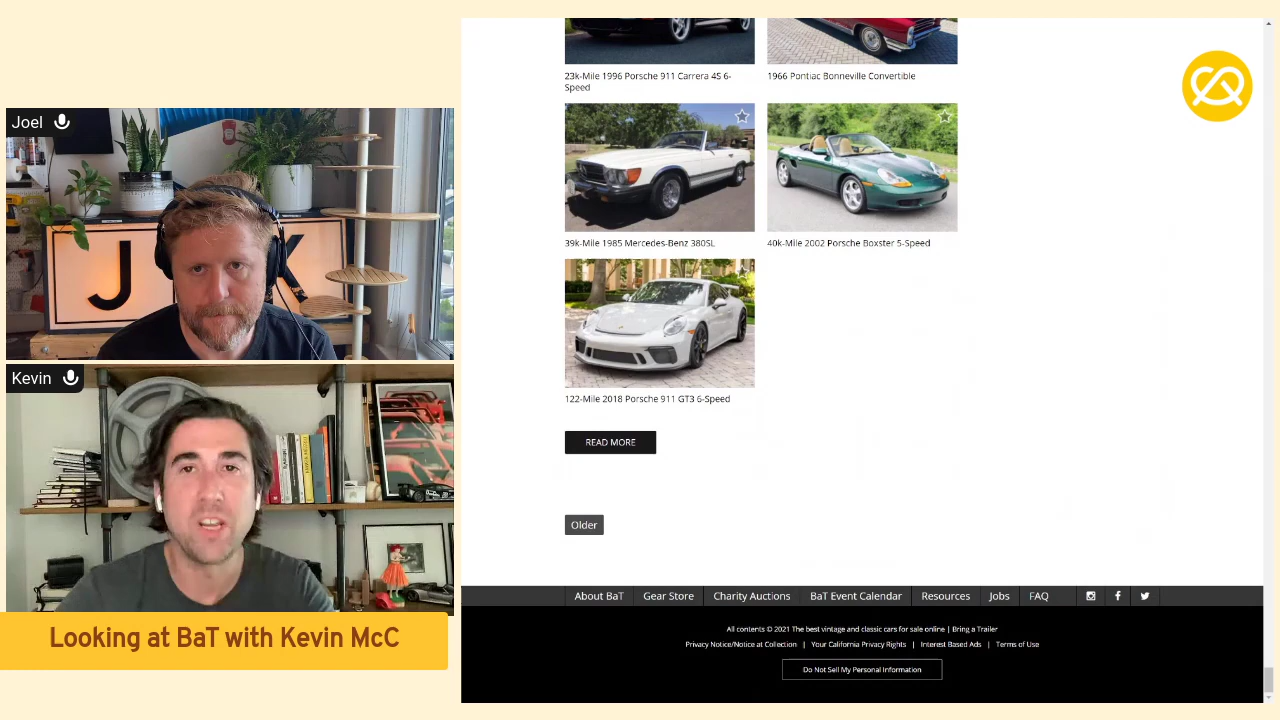 Joel
Kevin
Looking at BaT with Kevin McC
23k-Mile 1996 Porsche 911 Carrera 4S 6-
Speed
1966 Pontiac Bonneville Convertible
39k-Mile 1985 Mercedes-Benz 380SL
40k-Mile 2002 Porsche Boxster 5-Speed
122-Mile 2018 Porsche 911 GT3 6-Speed
READ MORE
Older
About BaT Gear Store Charity Auctions BaT Event Calendar Resources Jobs FAQ
All contents © 2021 The best vintage and classic cars for sale online | Bring a Trailer
Privacy Notice/Notice at Collection | Your California Privacy Rights | Interest Based Ads | Terms of Use
Do Not Sell My Personal Information